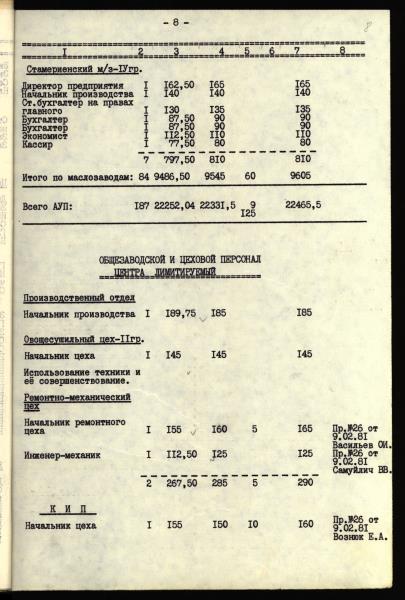 - 8 -
8
I 2 3 4 5 6 7 8
Стамериенский м/з-IУгр.
Директор предприятия I I62,50 I65 I65
Начальник производства I I40 I40 I40
Ст.бухгалтер на правах
главного I I30 I35 I35
Бухгалтер I 87,50 90 90
Бухгалтер I 87,50 90 90
Экономист I II2,50 II0 II0
Кассир I 77,50 80 80
7 797,50 8I0 8I0
Итого по маслозаводам: 84 9486,50 9545 60 9605
Всего АУП: I87 22252,04 2233I,5 9 22465,5
I25
ОБЩЕЗАВОДСКОЙ И ЦЕХОВОЙ ПЕРСОНАЛ
ЦЕНТРА ЛИМИТИРУЕМЫЙ
Производственный отдел
Начальник производства I I89,75 I85 I85
Овощесушильный цех-IIгр.
Начальник цеха I I45 I45 I45
Использование техники и
её совершенствование.
Ремонтно-механический
цех
Начальник ремонтного
цеха I I55 I60 5 I65 Пр.№26 от
9.02.8I
Васильев ОИ.
Инженер-механик I II2,50 I25 I25 Пр.№26 от
9.02.8I
Самуйлич ВВ.
2 267,50 285 5 290
К И П
Начальник цеха I I55 I50 I0 I60 Пр.№26 от
9.02.8I
Вознюк Е.А.